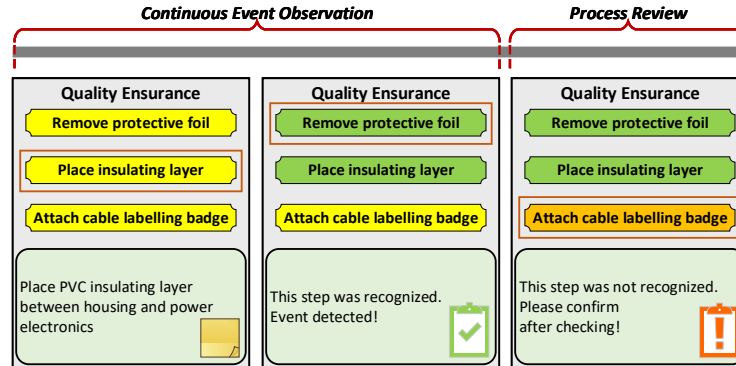 Continuous Event Observation
Process Review
Quality Ensurance
Remove protective foil
Place insulating layer
Attach cable labelling badge
Place PVC insulating layer
between housing and power
electronics
Quality Ensurance
Remove protective foil
Place insulating layer
Attach cable labelling badge
This step was recognized.
Event detected!
Quality Ensurance
Remove protective foil
Place insulating layer
Attach cable labelling badge
This step was not recognized.
Please confirm
after checking!